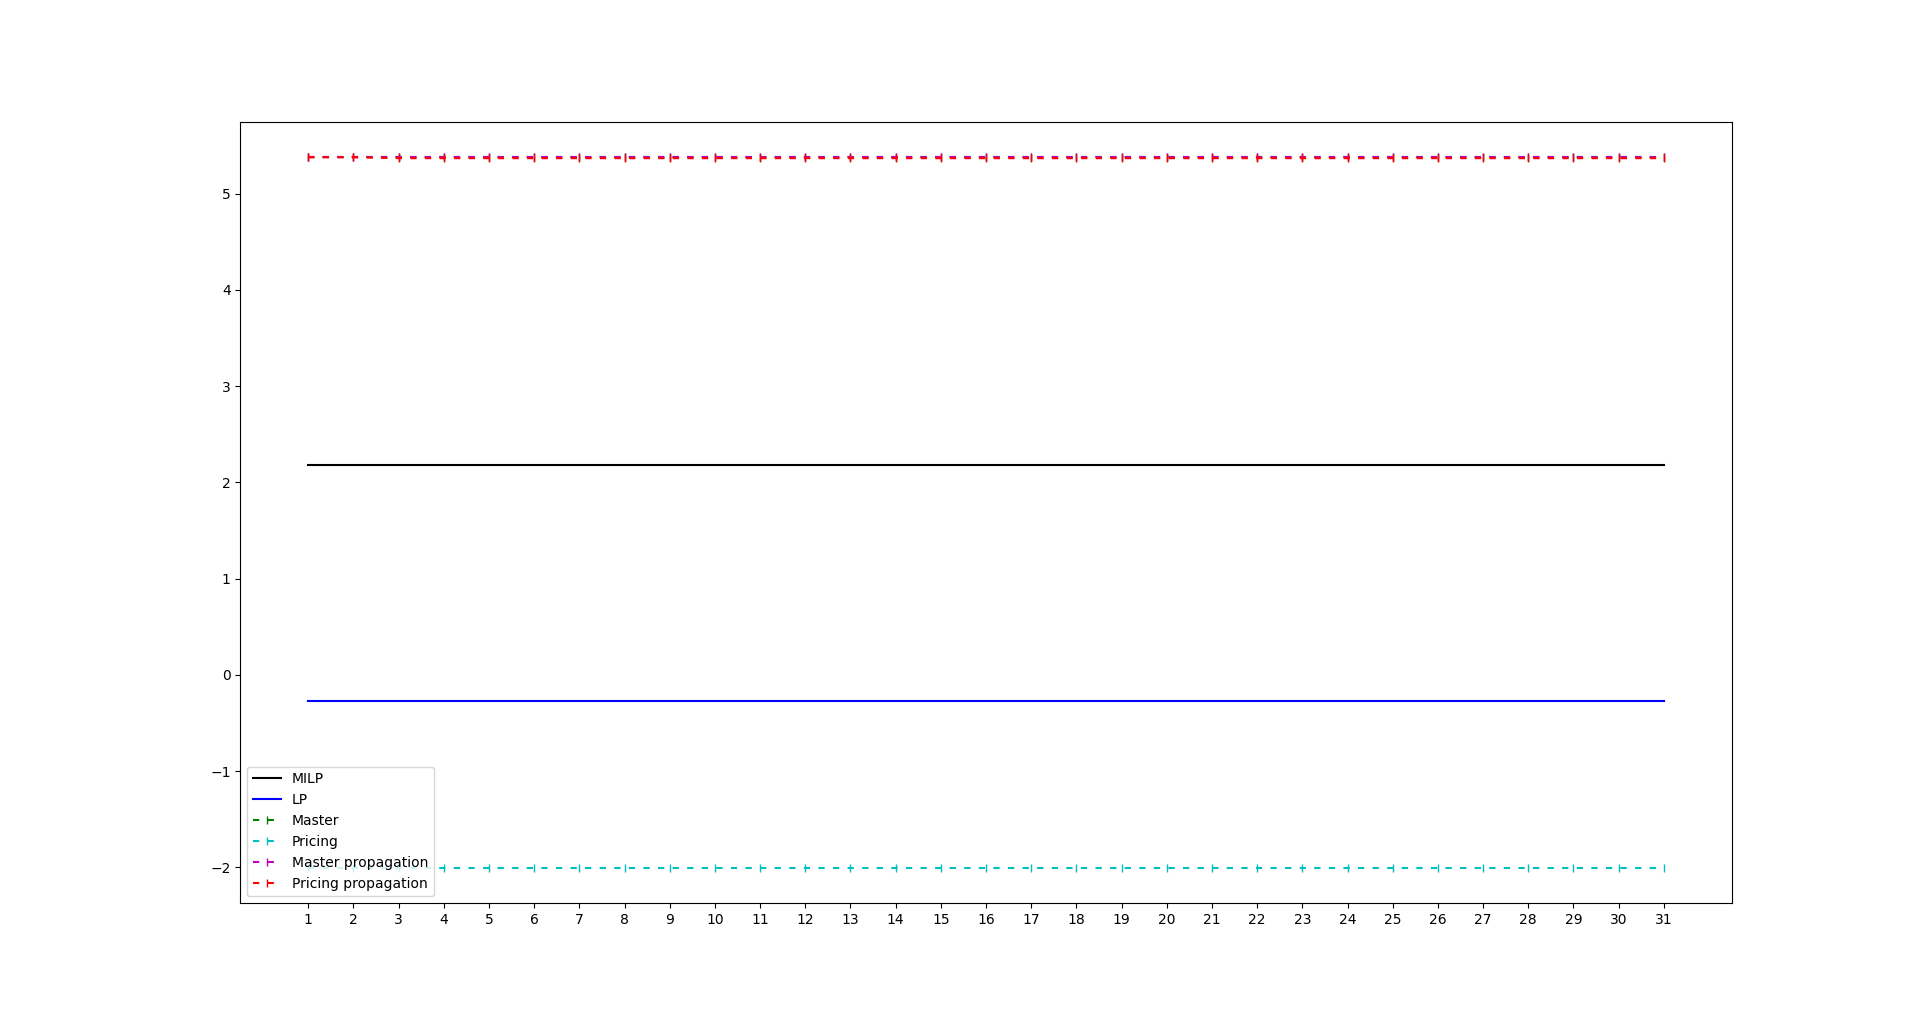 5
4
3
2
1
0
−1
−2
MILP
LP
Master
Pricing
Master propagation
Pricing propagation
1 2 3 4 5 6 7 8 9 10 11 12 13 14 15 16 17 18 19 20 21 22 23 24 25 26 27 28 29 30 31